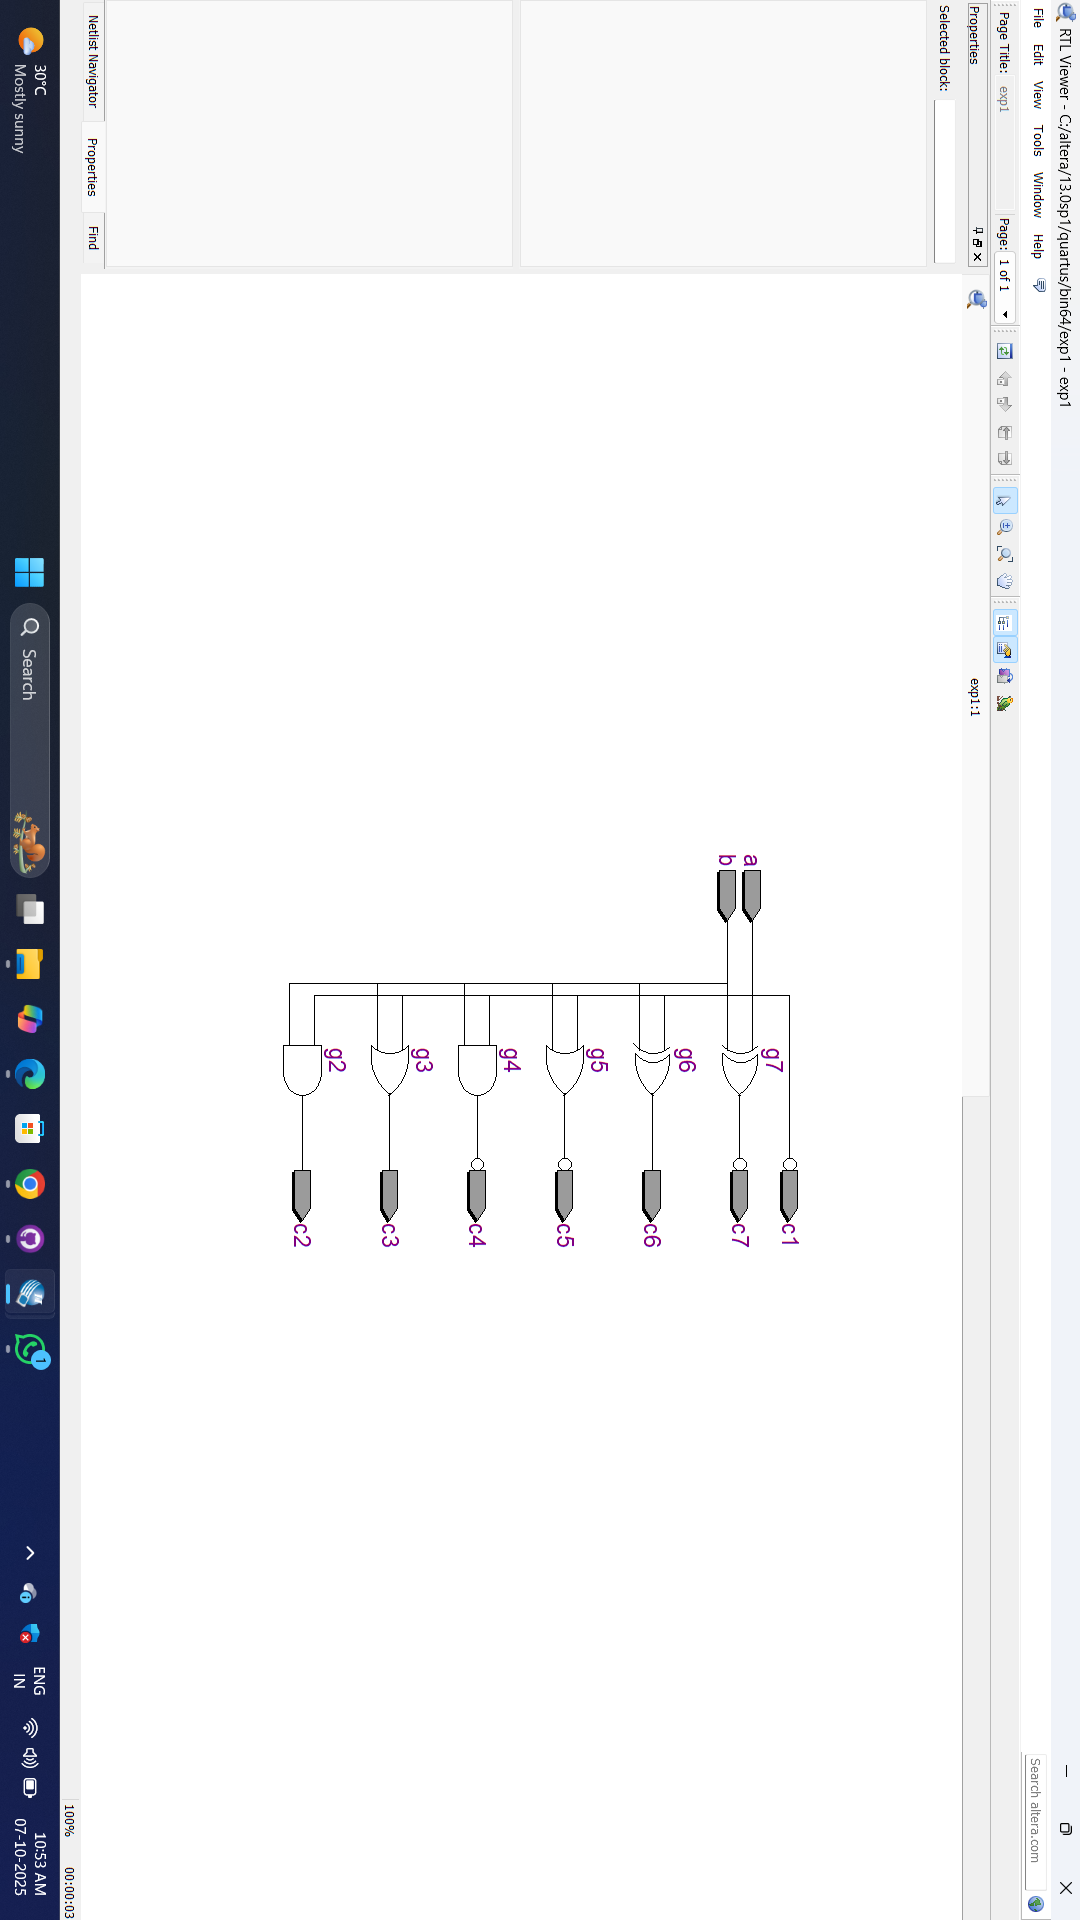 RTL Viewer - C:/altera/13.0sp1/quartus/bin64/exp1 - exp1
File Edit View Tools Window Help
Search altera.com
Page Title: exp1 Page: 1 of 1
Properties
exp1:1
Selected block:
c1
g7
a
b
c7
g6
c6
g5
c5
g4
c4
g3
c3
g2
c2
Netlist Navigator Properties Find
100% 00:00:03
30°C
Mostly sunny
Search
1
ENG
IN
10:53 AM
07-10-2025